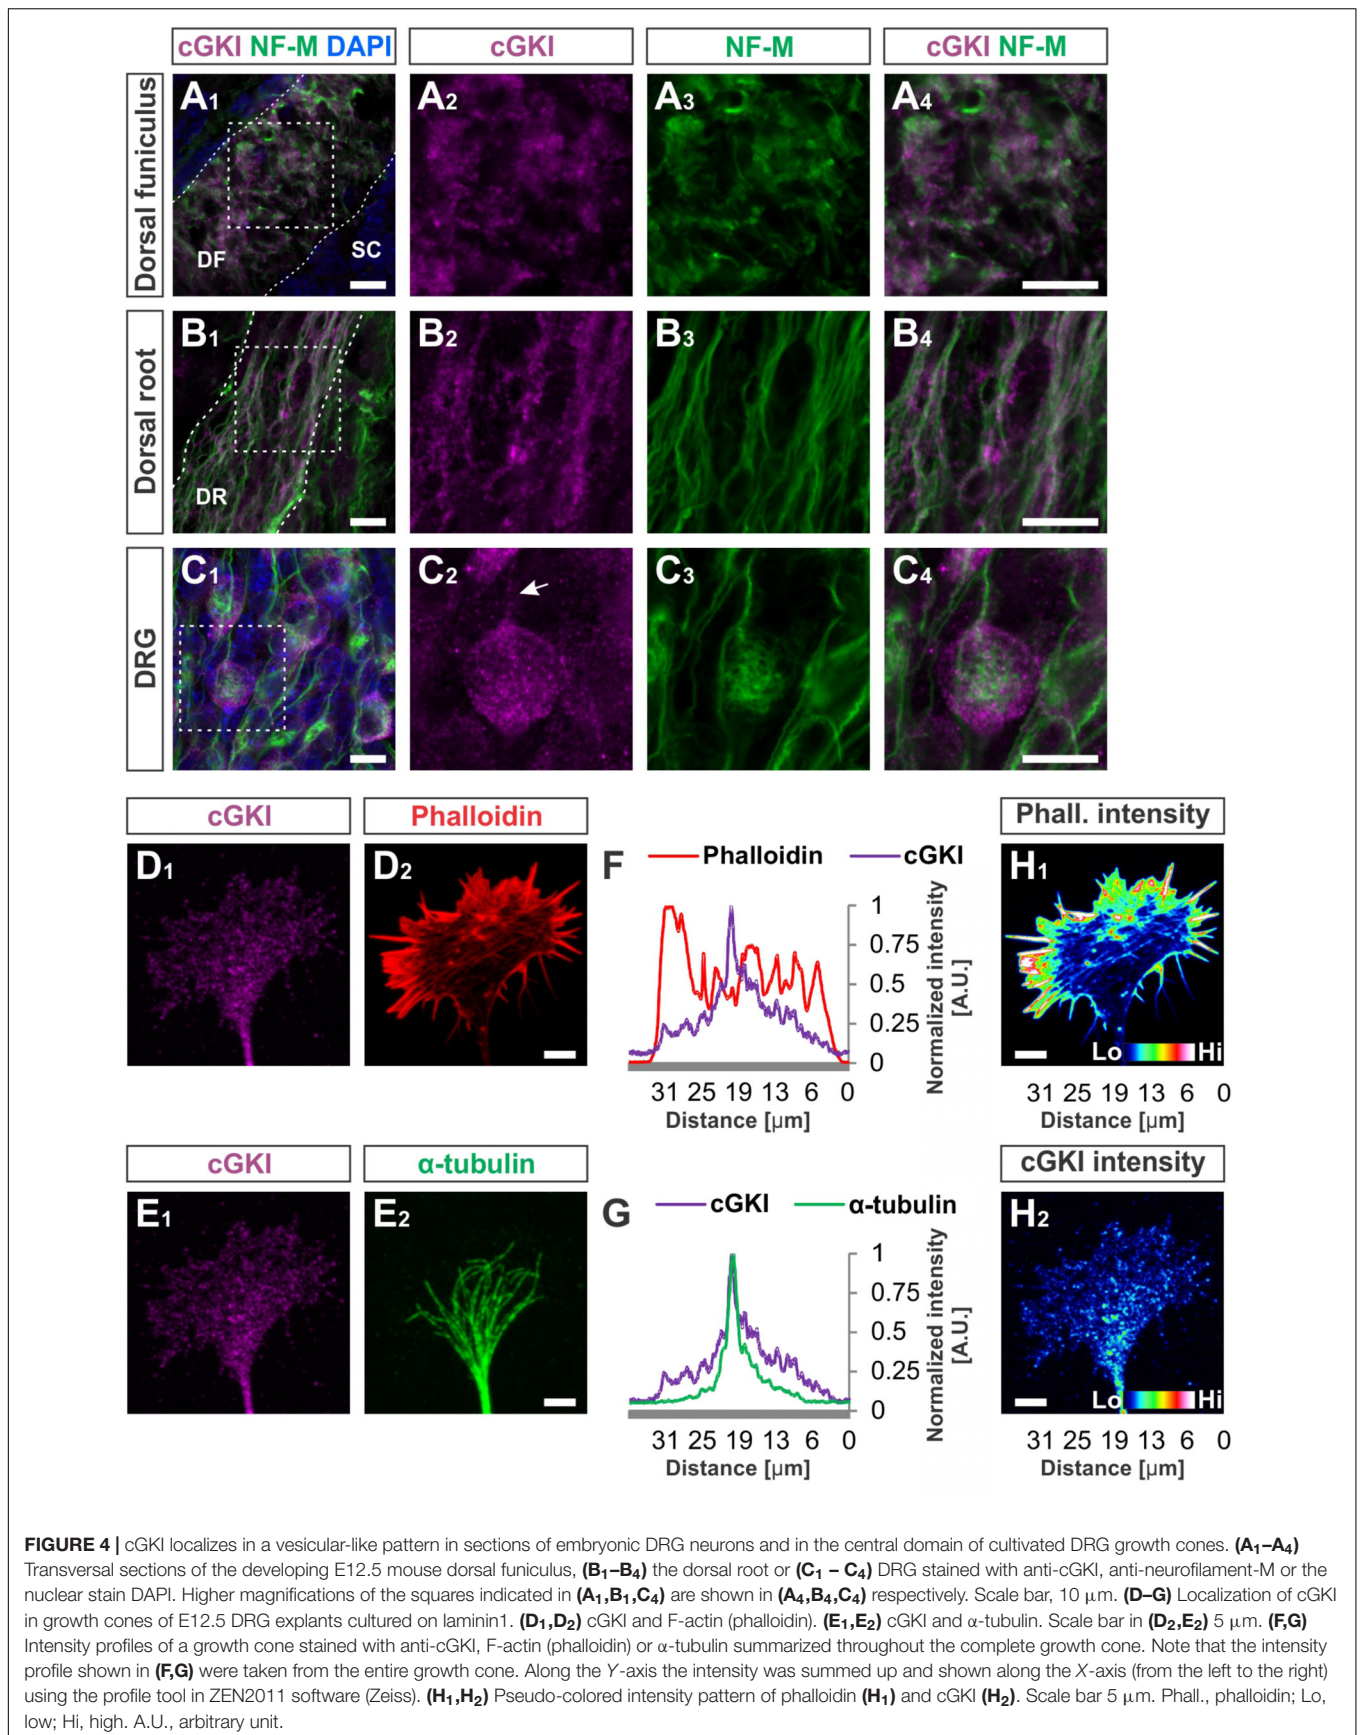 cGKI NF-M DAPI
cGKI
NF-M
cGKI NF-M
Dorsal funiculus
A1
DF
SC
A2
A3
A4
Dorsal root
B1
DR
B2
B3
B4
DRG
C1
C2
C3
C4
cGKI
Phalloidin
Phall. intensity
D1
D2
F
Phalloidin
cGKI
1
0.75
0.5
0.25
0
Normalized intensity
[A.U.]
31 25 19 13 6 0
Distance [μm]
H1
Lo
Hi
31 25 19 13 6 0
Distance [μm]
cGKI
α-tubulin
cGKI intensity
E1
E2
G
cGKI
α-tubulin
1
0.75
0.5
0.25
0
Normalized intensity
[A.U.]
31 25 19 13 6 0
Distance [μm]
H2
Lo
Hi
31 25 19 13 6 0
Distance [μm]
FIGURE 4 | cGKI localizes in a vesicular-like pattern in sections of embryonic DRG neurons and in the central domain of cultivated DRG growth cones. (A1–A4)
Transversal sections of the developing E12.5 mouse dorsal funiculus, (B1–B4) the dorsal root or (C1 – C4) DRG stained with anti-cGKI, anti-neurofilament-M or the
nuclear stain DAPI. Higher magnifications of the squares indicated in (A1,B1,C4) are shown in (A4,B4,C4) respectively. Scale bar, 10 μm. (D–G) Localization of cGKI
in growth cones of E12.5 DRG explants cultured on laminin1. (D1,D2) cGKI and F-actin (phalloidin). (E1,E2) cGKI and α-tubulin. Scale bar in (D2,E2) 5 μm. (F,G)
Intensity profiles of a growth cone stained with anti-cGKI, F-actin (phalloidin) or α-tubulin summarized throughout the complete growth cone. Note that the intensity
profile shown in (F,G) were taken from the entire growth cone. Along the Y-axis the intensity was summed up and shown along the X-axis (from the left to the right)
using the profile tool in ZEN2011 software (Zeiss). (H1,H2) Pseudo-colored intensity pattern of phalloidin (H1) and cGKI (H2). Scale bar 5 μm. Phall., phalloidin; Lo,
low; Hi, high. A.U., arbitrary unit.